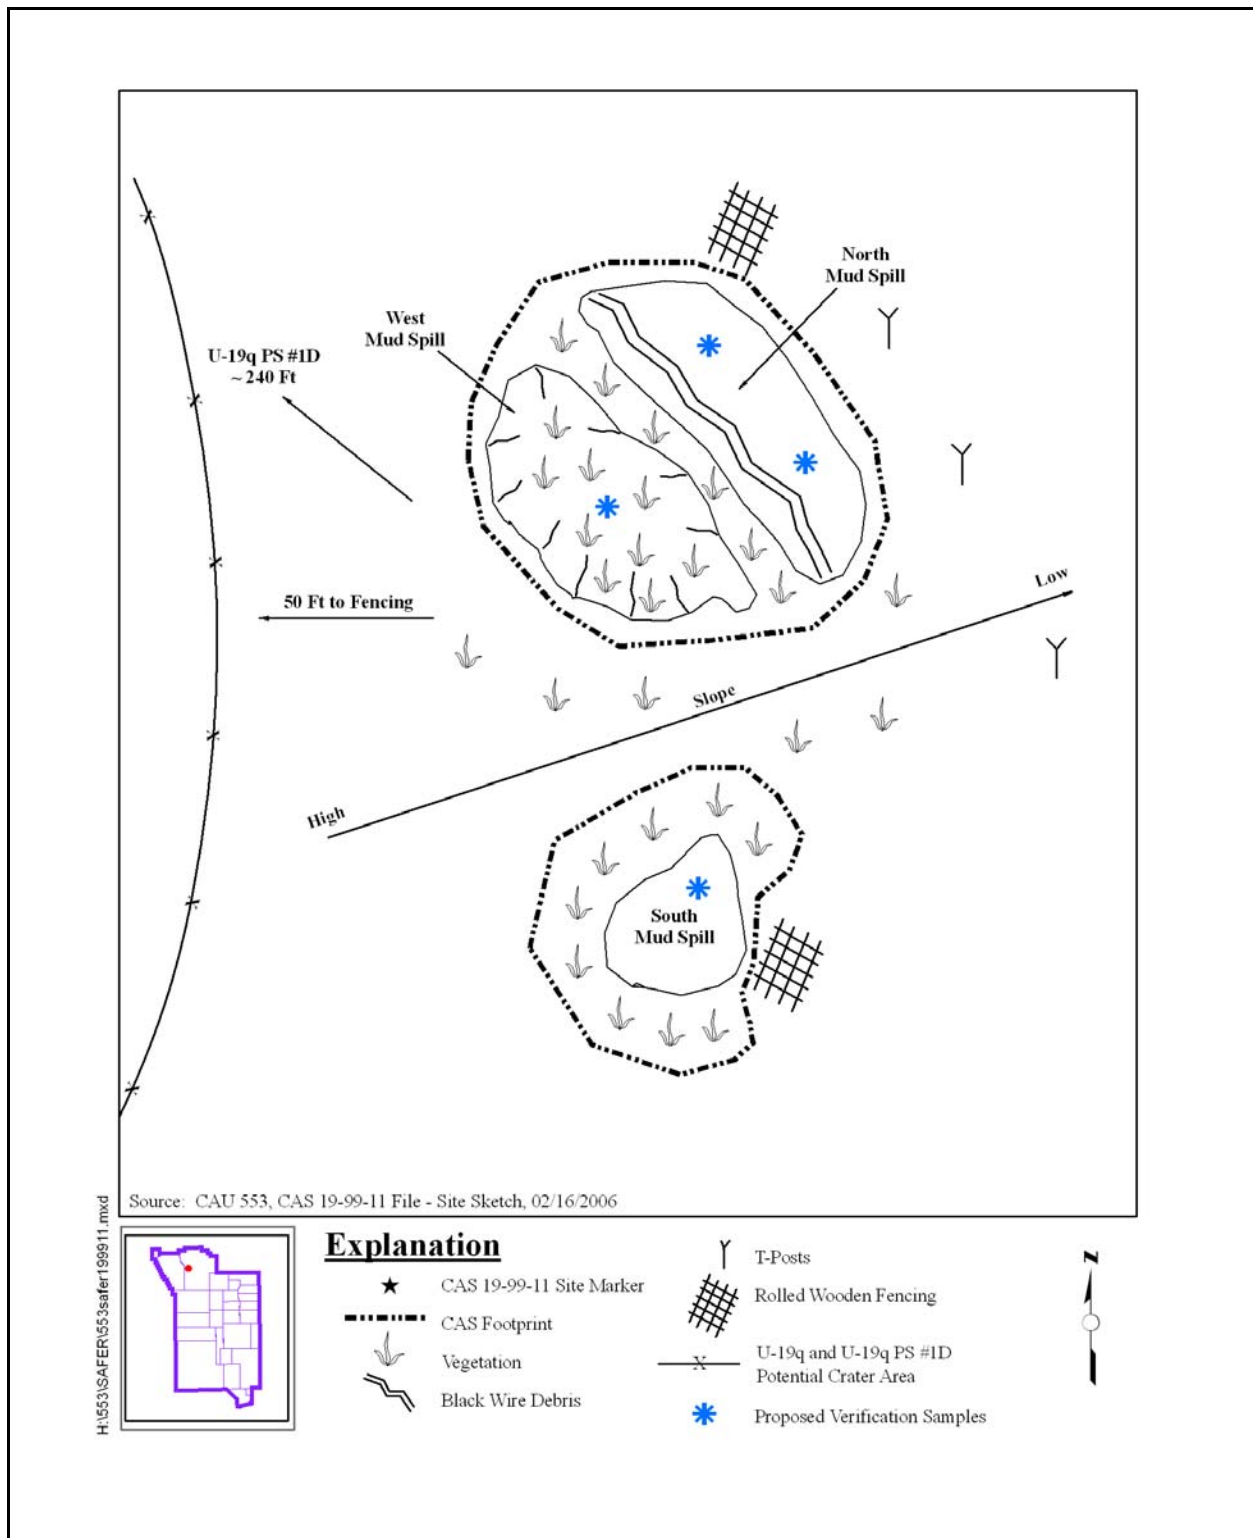 North
Mud Spill
West
Mud Spill
U-19q PS #1D
~ 240 Ft
Low
50 Ft to Fencing
Slope
High
South
Mud Spill
Source: CAU 553, CAS 19-99-11 File - Site Sketch, 02/16/2006
H:\553\SAFER\553safer199911.mxd
Explanation
CAS 19-99-11 Site Marker
CAS Footprint
Vegetation
Black Wire Debris
T-Posts
Rolled Wooden Fencing
X
U-19q and U-19q PS #1D
Potential Crater Area
Proposed Verification Samples
N